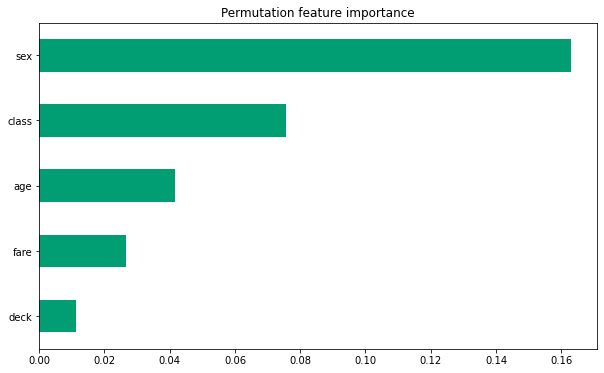 Permutation feature importance
sex
class
age
fare
deck
0.00 0.02 0.04 0.06 0.08 0.10 0.12 0.14 0.16